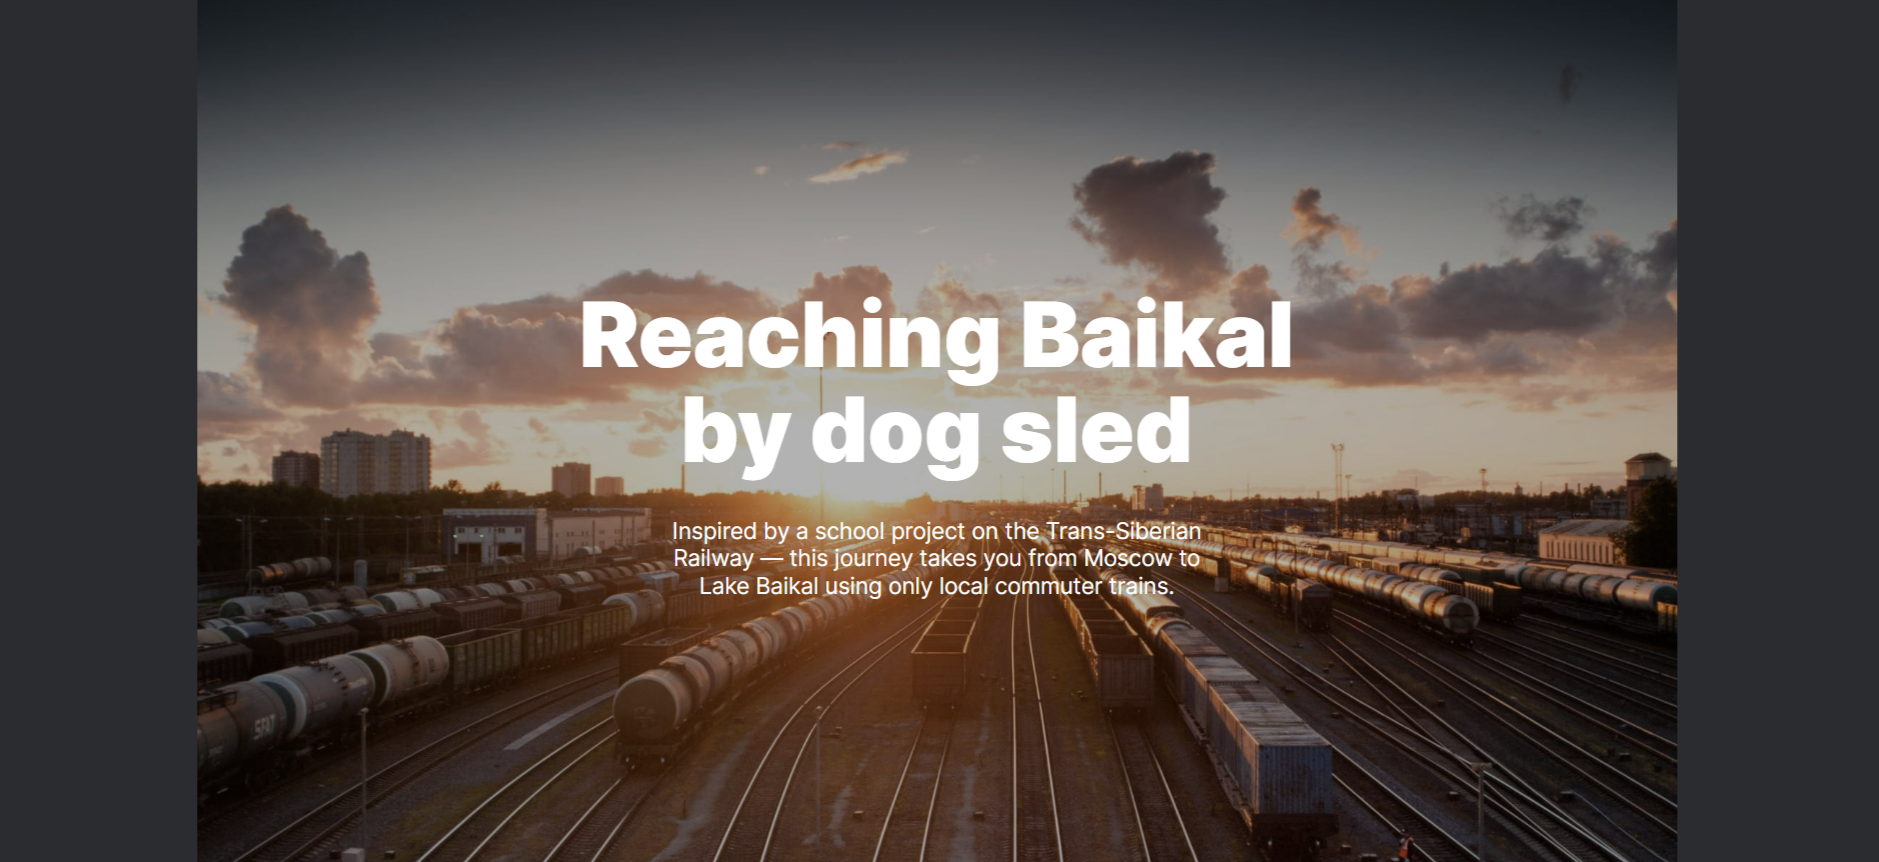 Reaching Baikal
by dog sled
Inspired by a school project on the Trans-Siberian
Railway — this journey takes you from Moscow to
Lake Baikal using only local commuter trains.
SFAT